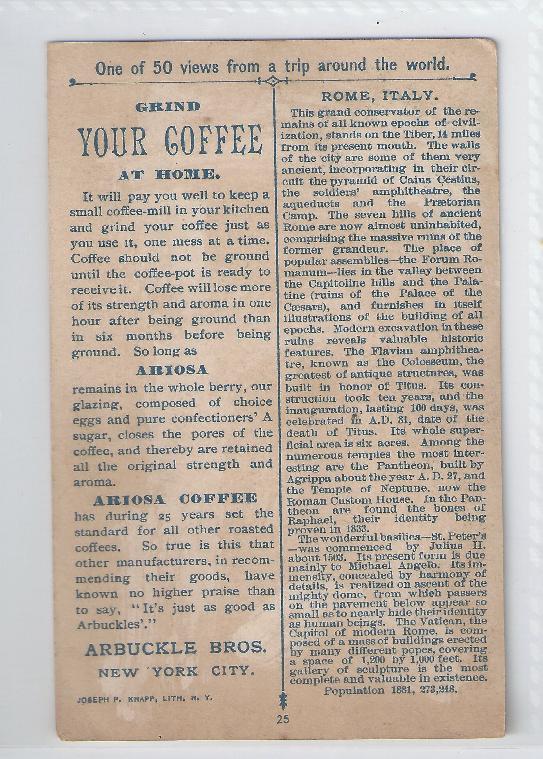 One of 50 views from a trip around the world.
GRIND
YOUR COFFEE
AT HOME.
It will pay you well to keep a
small coffee-mill in your kitchen
and grind your coffee just as
you use it, one mess at a time.
Coffee should not be ground
until the coffee-pot is ready to
receive it. Coffee will lose more
of its strength and aroma in one
hour after being ground than
in six months before being
ground. So long as
ARIOSA
remains in the whole berry, our
glazing, composed of choice
eggs and pure confectioners' A
sugar, closes the pores of the
coffee, and thereby are retained
all the original strength and
aroma.
ARIOSA COFFEE
has during 25 years set the
standard for all other roasted
coffees. So true is this that
other manufacturers, in recom-
mending their goods, have
known no higher praise than
to say, "It's just as good as
Arbuckles'."
ARBUCKLE BROS.
NEW YORK CITY.
JOSEPH P. KNAPP, LITH. N. Y.
ROME, ITALY.
This grand conservator of the re-
mains of all known epochs of civil-
ization, stands on the Tiber, 14 miles
from its present mouth. The walls
of the city are some of them very
ancient, incorporating in their cir-
cuit the pyramid of Caius Cestius,
the soldiers' amphitheatre, the
aqueducts and the Prætorian
Camp. The seven hills of ancient
Rome are now almost uninhabited,
comprising the massive ruins of the
former grandeur. The place of
popular assemblies—the Forum Ro-
manum—lies in the valley between
the Capitoline hills and the Pala-
tine (ruins of the Palace of the
Cæsars), and furnishes in itself
illustrations of the building of all
epochs. Modern excavation in these
ruins reveals valuable historic
features. The Flavian amphithea-
tre, known as the Colosseum, the
greatest of antique structures, was
built in honor of Titus. Its con-
struction took ten years, and the
inauguration, lasting 100 days, was
celebrated in A.D. 81, date of the
death of Titus. Its whole super-
ficial area is six acres. Among the
numerous temples the most inter-
esting are the Pantheon, built by
Agrippa about the year A. D. 27, and
the Temple of Neptune, now the
Roman Custom House. In the Pan-
theon are found the bones of
Raphael, their identity being
proven in 1833.
The wonderful basilica—St. Peter's
—was commenced by Julius II.
about 1502. Its present form is due
mainly to Michael Angelo. Its im-
mensity, concealed by harmony of
details, is realized on ascent of the
mighty dome, from which passers
on the pavement below appear so
small as to nearly hide their identity
as human beings. The Vatican, the
Capitol of modern Rome, is com-
posed of a mass of buildings erected
by many different popes, covering
a space of 1,200 by 1,000 feet. Its
gallery of sculpture is the most
complete and valuable in existence.
Population 1881, 273,248.
25